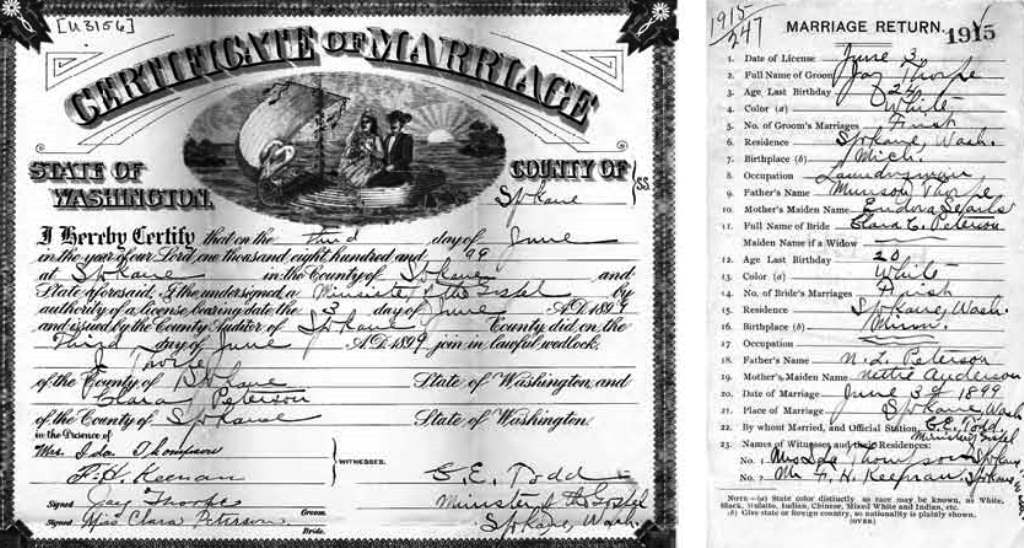 [U3156]
CERTIFICATE OF MARRIAGE
STATE OF WASHINGTON,
COUNTY OF Spokane } SS.
I Hereby Certify that on the third day of June
in the year of our Lord, one thousand eight hundred and 99
at Spokane in the County of Spokane and
State aforesaid, I the undersigned a Minister of the Gospel by
authority of a license bearing date the 3 day of June A.D. 1899
and issued by the County Auditor of Spokane County did on the
Third day of June A.D. 1899 join in lawful wedlock,
J Thorpe
of the County of Spokane State of Washington, and
Clara Peterson
of the County of Spokane State of Washington.
in the Presence of
Mrs. Ida Thompson
F. H. Keenan
WITNESSES.
G. E. Todd
Minister of the Gospel
Spokane, Wash.
Signed Jay Thorpe Groom.
Signed Miss Clara Peterson Bride.
1915/247
MARRIAGE RETURN. 1915
1. Date of License June 3
2. Full Name of Groom Jay Thorpe
3. Age Last Birthday 24
4. Color (a) White
5. No. of Groom's Marriages First
6. Residence Spokane, Wash.
7. Birthplace (b) Mich.
8. Occupation Laundryman
9. Father's Name Munson Thorpe
10. Mother's Maiden Name
11. Full Name of Bride Clara C. Peterson
Maiden Name if a Widow
12. Age Last Birthday 20
13. Color (a) White
14. No. of Bride's Marriages First
15. Residence Spokane, Wash.
16. Birthplace (b) Minn.
17 Occupation
18. Father's Name N. L. Peterson
19. Mother's Maiden Name Nettie Anderson
20. Date of Marriage June 3rd 1899
21. Place of Marriage Spokane, Wash
22. By whom Married, and Official Station, G. E. Todd
Minister Gospel
23. Names of Witnesses and their Residences:
No. 1 Mrs Ida Thompson Spokane
No. 2 Mr F. H. Keenan Spokane
NOTE—(a) State color distinctly so race may be known, as White,
Black, Mulatto, Indian, Chinese, Mixed White and Indian, etc.
(b) Give state or foreign country, so nationality is plainly shown.
(OVER)